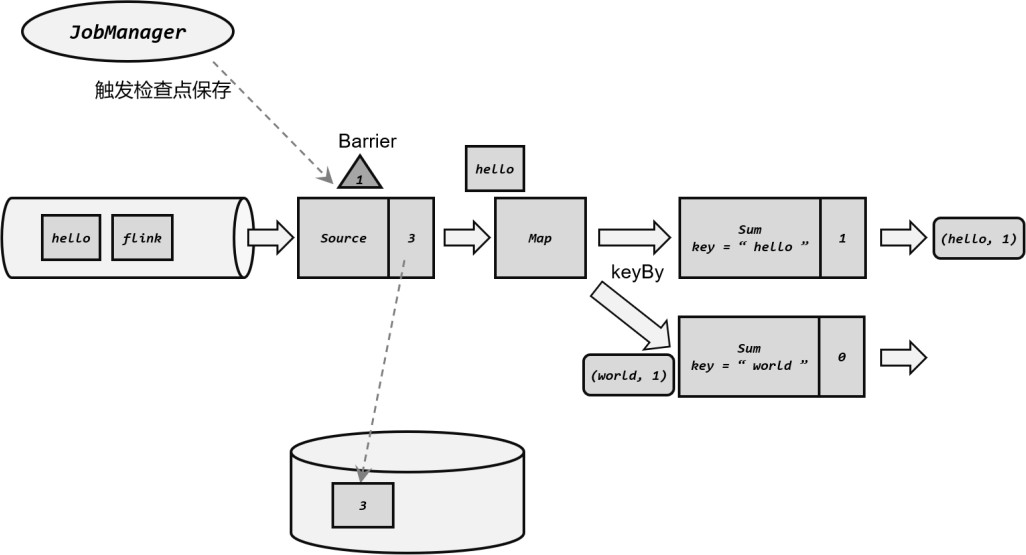 JobManager
触发检查点保存
Barrier
1
hello
hello
flink
Source
3
Map
Sum
key = “ hello ”
1
(hello, 1)
keyBy
Sum
key = “ world ”
0
(world, 1)
3